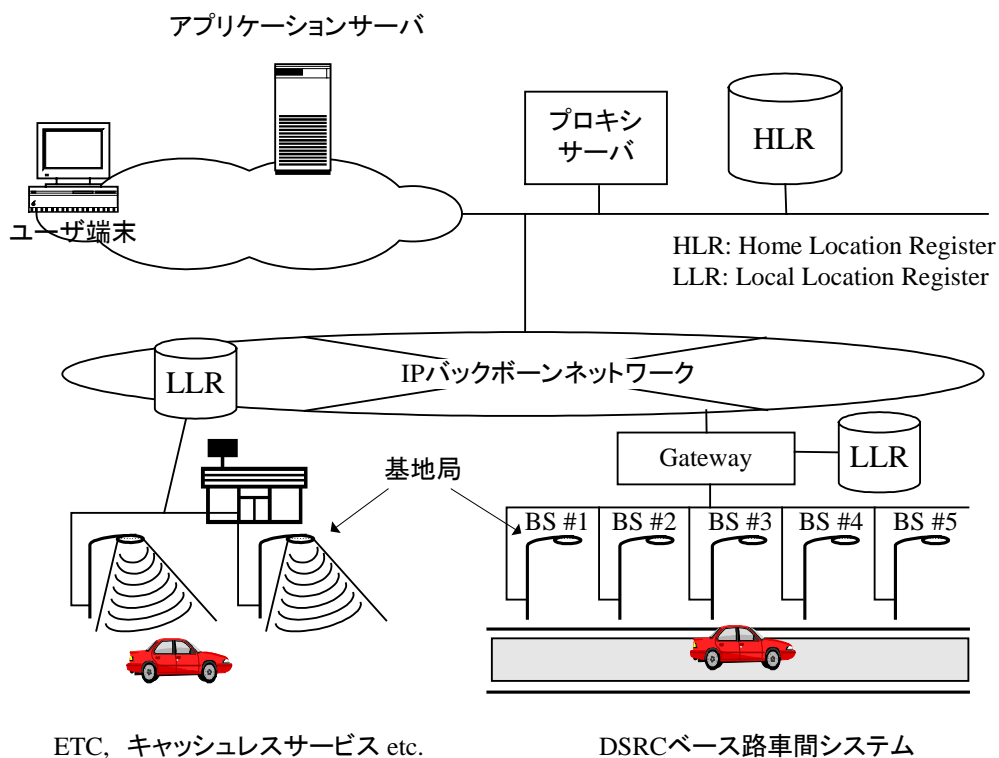 アプリケーションサーバ
プロキシ
サーバ
HLR
ユーザ端末
HLR: Home Location Register
LLR: Local Location Register
LLR
IPバックボーンネットワーク
Gateway
LLR
基地局
BS #1
BS #2
BS #3
BS #4
BS #5
ETC, キャッシュレスサービス etc.
DSRCベース路車間システム